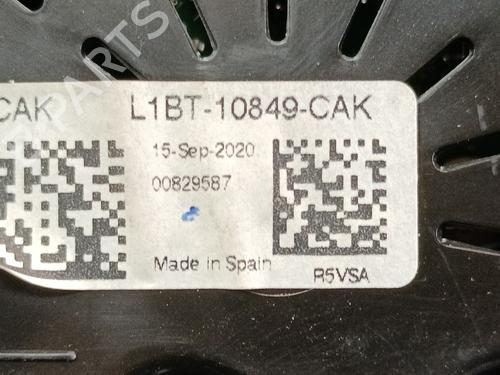 CAK L1BT-10849-CAK
15-Sep-2020
00829587
Made in Spain
R5VSA